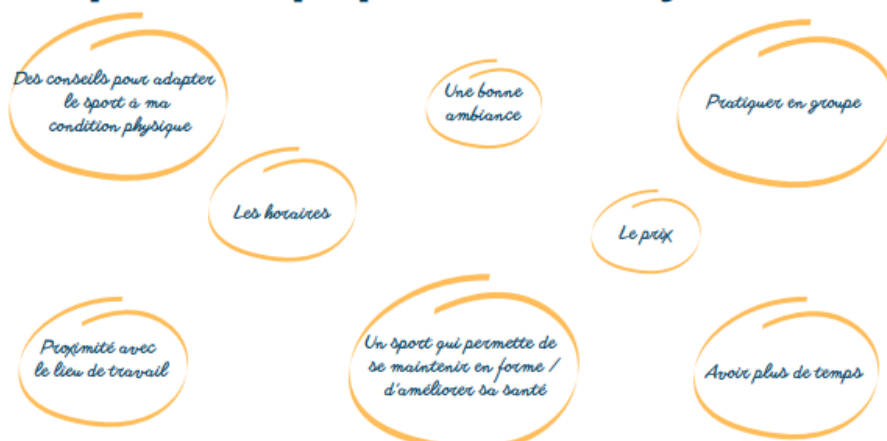 Des conseils pour adapter
le sport à ma
condition physique
Une bonne
ambiance
Pratiquer en groupe
Les horaires
Le prix
Proximité avec
le lieu de travail
Un sport qui permette de
se maintenir en forme /
d'améliorer sa santé
Avoir plus de temps